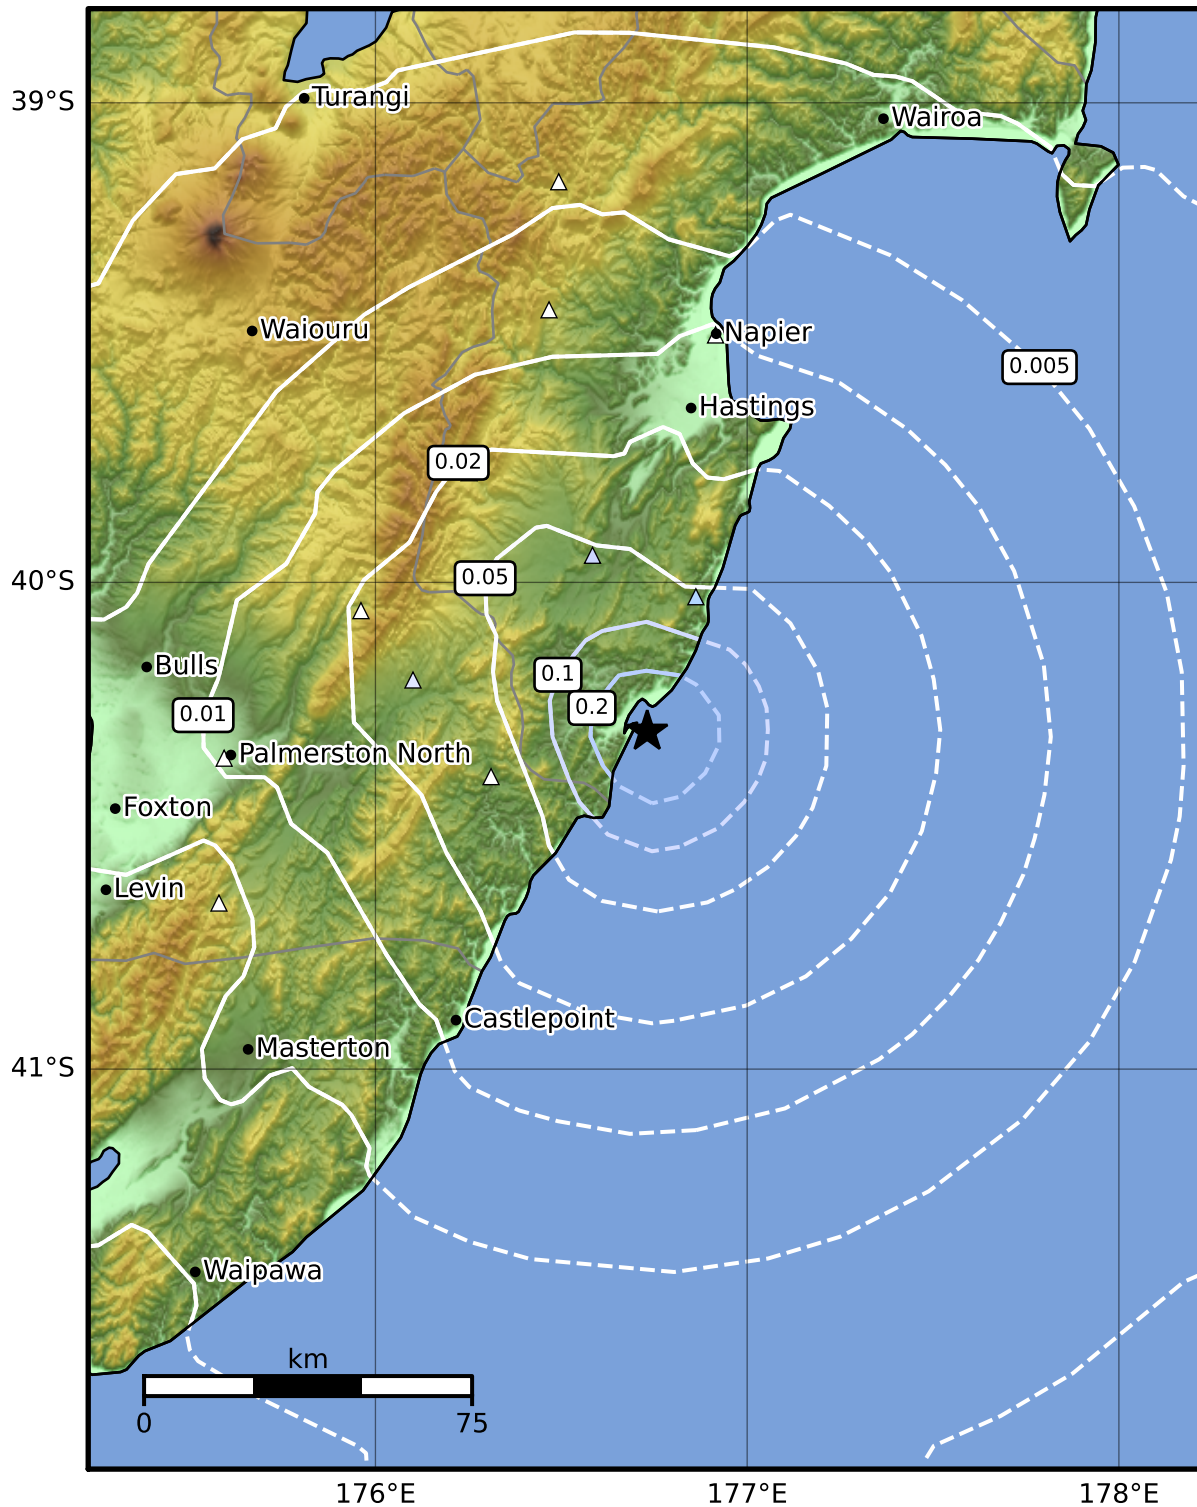 39°S
Turangi
Wairoa
Waiouru
Napier
0.005
Hastings
0.02
40°S
0.05
Bulls
0.1
0.2
0.01
Palmerston North
Foxton
Levin
Castlepoint
Masterton
41°S
Waipawa
km
0 75
176°E 177°E 178°E